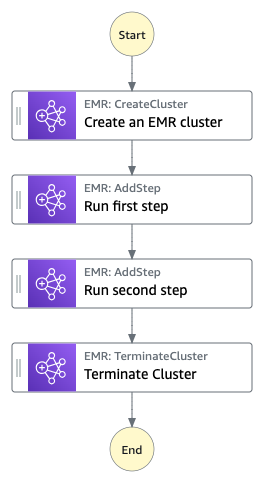 Start
EMR: CreateCluster
Create an EMR cluster
EMR: AddStep
Run first step
EMR: AddStep
Run second step
EMR: TerminateCluster
Terminate Cluster
End